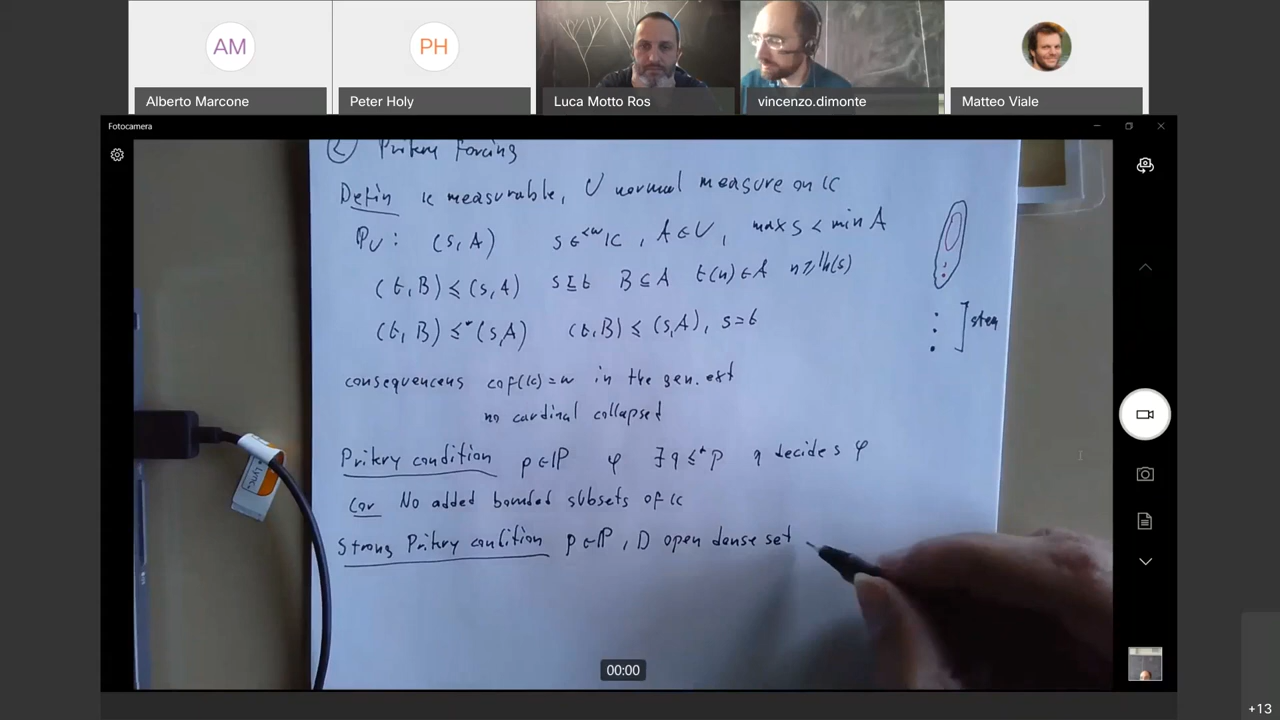 AM
PH
Alberto Marcone
Peter Holy
Luca Motto Ros
vincenzo.dimonte
Matteo Viale
Fotocamera
② Prikry forcing
Defin κ measurable, U normal measure on κ
P_U : (s, A) s ∈ ^{<ω}κ, A ∈ U, max s < min A
(t, B) ≤ (s, A) s ⊑ t B ⊆ A t(n) ∈ A n ≥ lh(s)
(t, B) ≤* (s, A) (t, B) ≤ (s, A), s = t
stem
consequences cof(κ) = ω in the gen. ext
no cardinal collapsed
Prikry condition p ∈ ℙ φ ∃ q ≤* p q decides φ
Cor No added bounded subsets of κ
Strong Prikry condition p ∈ ℙ, D open dense set
00:00
+13